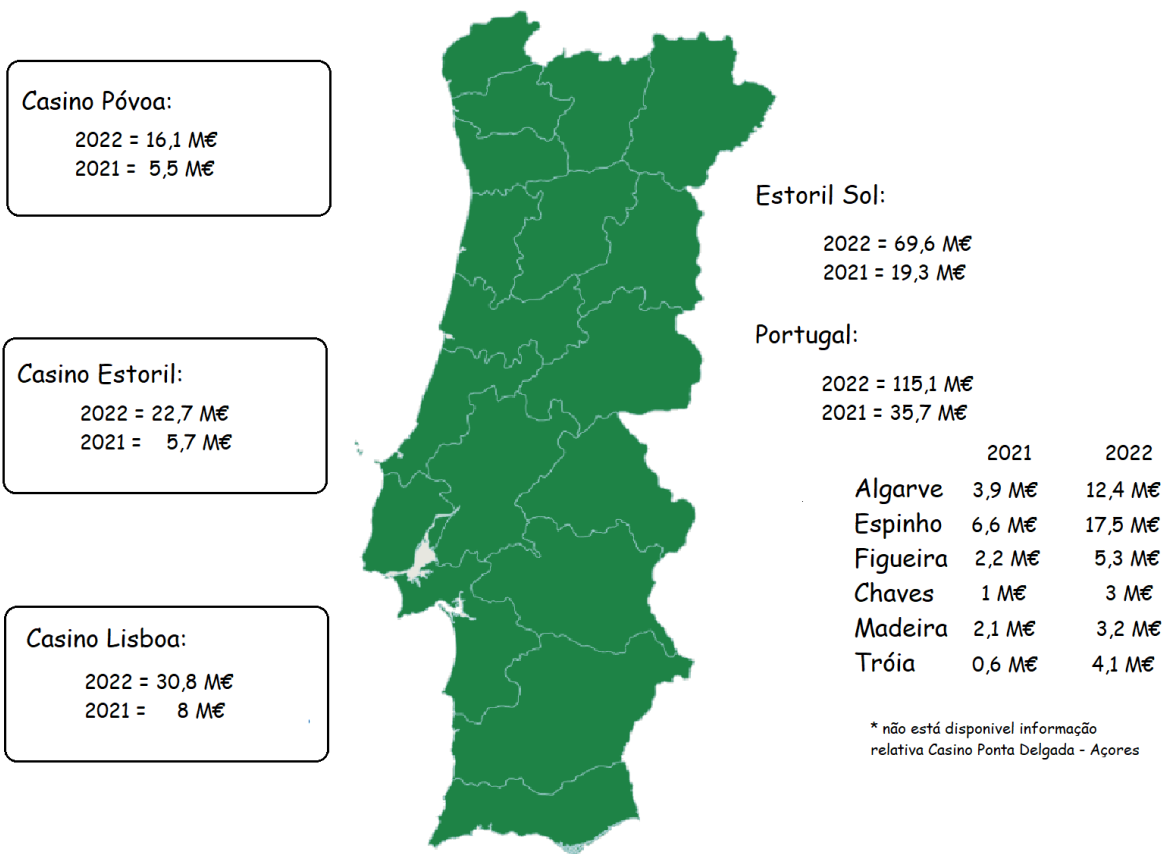 Casino Póvoa:
2022 = 16,1 M€
2021 = 5,5 M€
Casino Estoril:
2022 = 22,7 M€
2021 = 5,7 M€
Casino Lisboa:
2022 = 30,8 M€
2021 = 8 M€
Estoril Sol:
2022 = 69,6 M€
2021 = 19,3 M€
Portugal:
2022 = 115,1 M€
2021 = 35,7 M€
2021 2022
Algarve 3,9 M€ 12,4 M€
Espinho 6,6 M€ 17,5 M€
Figueira 2,2 M€ 5,3 M€
Chaves 1 M€ 3 M€
Madeira 2,1 M€ 3,2 M€
Tróia 0,6 M€ 4,1 M€
* não está disponivel informação
relativa Casino Ponta Delgada - Açores